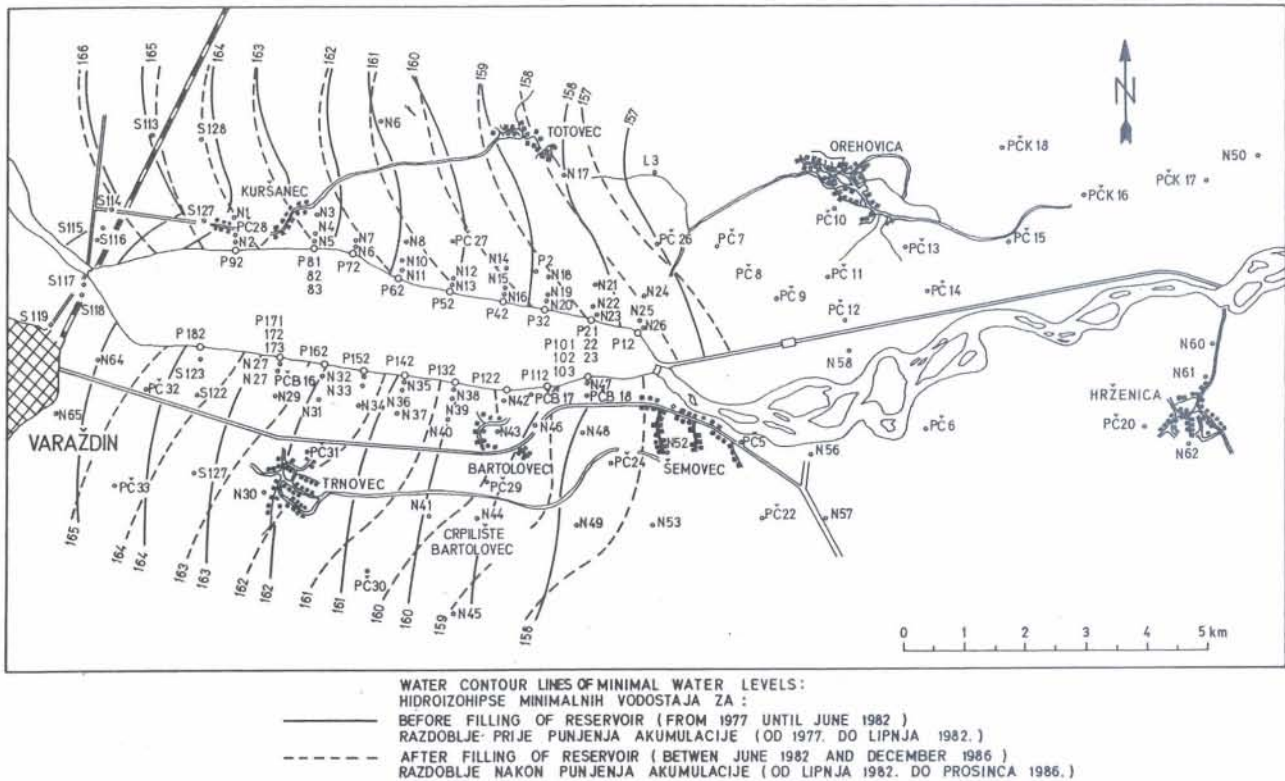 166
165
164
163
162
161
160
159
158
158
157
157
N
S113
S128
N6
TOTOVEC
N17
L3
OREHOVICA
PČK 18
N50
PČK 17
PČK 16
KURŠANEC
S114
S127
N1
PC28
N2
N3
N4
N5
S115
S116
P92
P81
82
83
N7
N6
P72
N8
N10
N11
P62
PC 27
N12
N13
P52
N14
N15
N16
P42
P2
N18
N19
N20
P32
N21
N22
N23
P21
22
23
N24
N25
N26
P12
PČ 26
PČ 7
PČ 8
PČ 9
PČ10
PČ 11
PČ 12
PČ13
PČ 14
PČ 15
S117
S118
S119
N64
N65
VARAŽDIN
P182
S123
S122
PČ 32
P171
172
173
N27
N27
PČB 16
N29
P162
N32
N33
N31
P152
N34
P142
N35
N36
N37
P132
N38
N39
N40
P122
N42
N43
P112
P101
102
103
PČB 17
N46
N47
PČB 18
N48
BARTOLOVEC
N52
ŠEMOVEC
PČ5
N58
PČ 6
N56
N57
N60
N61
HRŽENICA
PČ20
N62
PČ33
S127
N30
PČ31
TRNOVEC
PČ29
PČ24
N41
N44
CRPILIŠTE
BARTOLOVEC
N49
N53
PČ22
PČ30
N45
165
164
164
163
163
162
162
161
161
160
160
159
158
0 1 2 3 4 5 km
WATER CONTOUR LINES OF MINIMAL WATER LEVELS:
HIDROIZOHIPSE MINIMALNIH VODOSTAJA ZA :
BEFORE FILLING OF RESERVOIR (FROM 1977 UNTIL JUNE 1982)
RAZDOBLJE PRIJE PUNJENJA AKUMULACIJE (OD 1977. DO LIPNJA 1982.)
AFTER FILLING OF RESERVOIR (BETWEN JUNE 1982 AND DECEMBER 1986)
RAZDOBLJE NAKON PUNJENJA AKUMULACIJE (OD LIPNJA 1982. DO PROSINCA 1986.)